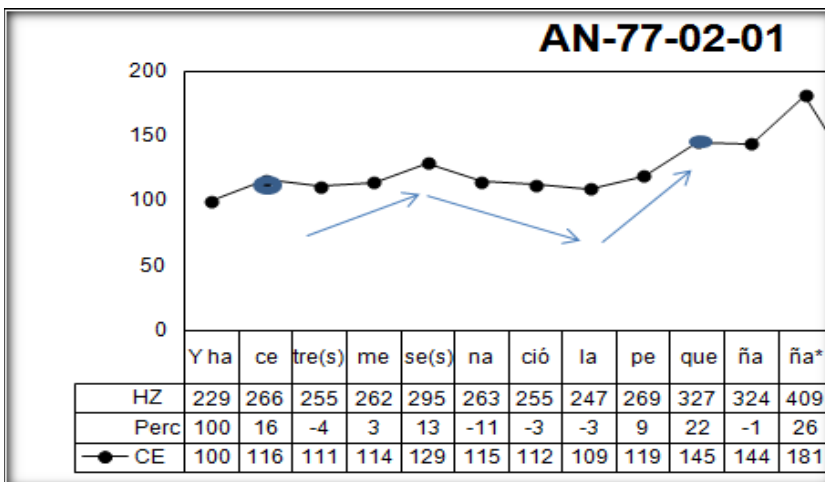 AN-77-02-01
200
150
100
50
0
Y ha ce tre(s) me se(s) na ció la pe que ña ña*
HZ 229 266 255 262 295 263 255 247 269 327 324 409
Perc 100 16 -4 3 13 -11 -3 -3 9 22 -1 26
CE 100 116 111 114 129 115 112 109 119 145 144 181